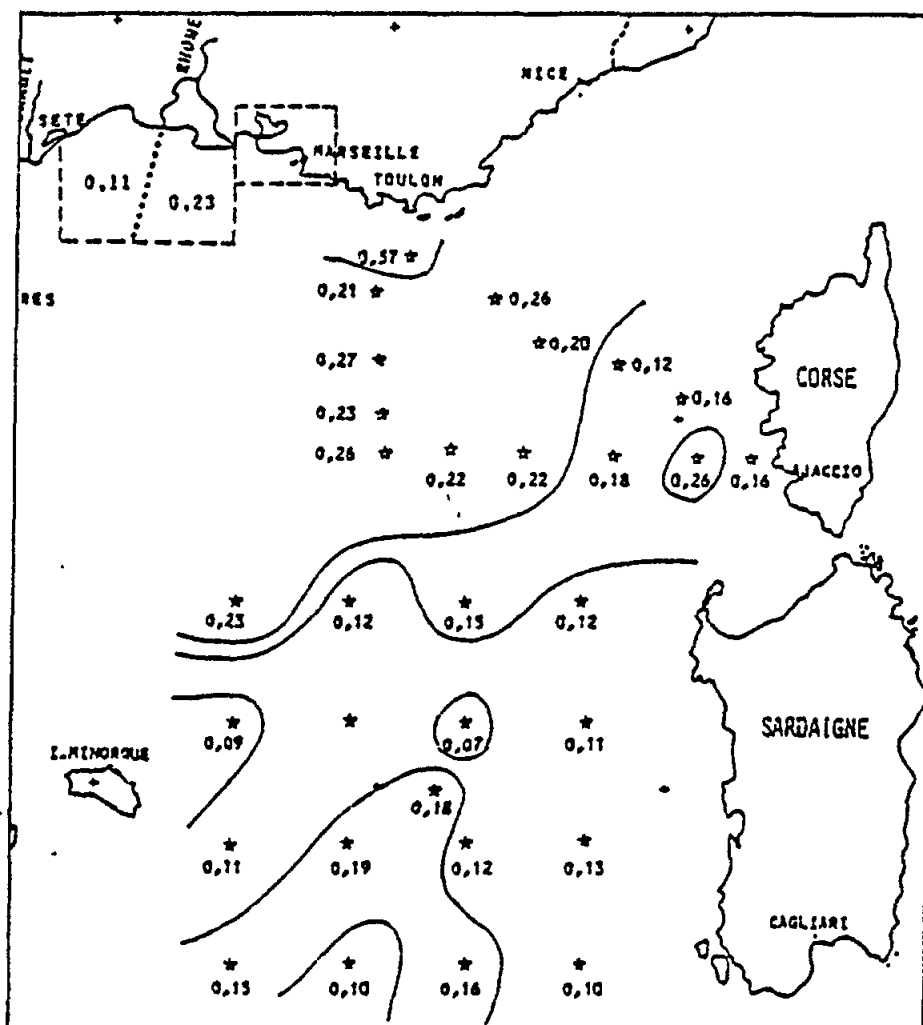 RHONE
NICE
SETE
MARSEILLE
TOULON
0,11
0,23
0,57
0,21
0,26
RES
0,20
0,27
0,12
CORSE
0,16
0,23
0,26
AJACCIO
0,22
0,22
0,18
0,26
0,16
0,23
0,12
0,15
0,12
SARDAIGNE
0,09
0,07
0,11
I.MINORQUE
0,18
0,11
0,19
0,12
0,13
CAGLIARI
0,15
0,10
0,16
0,10